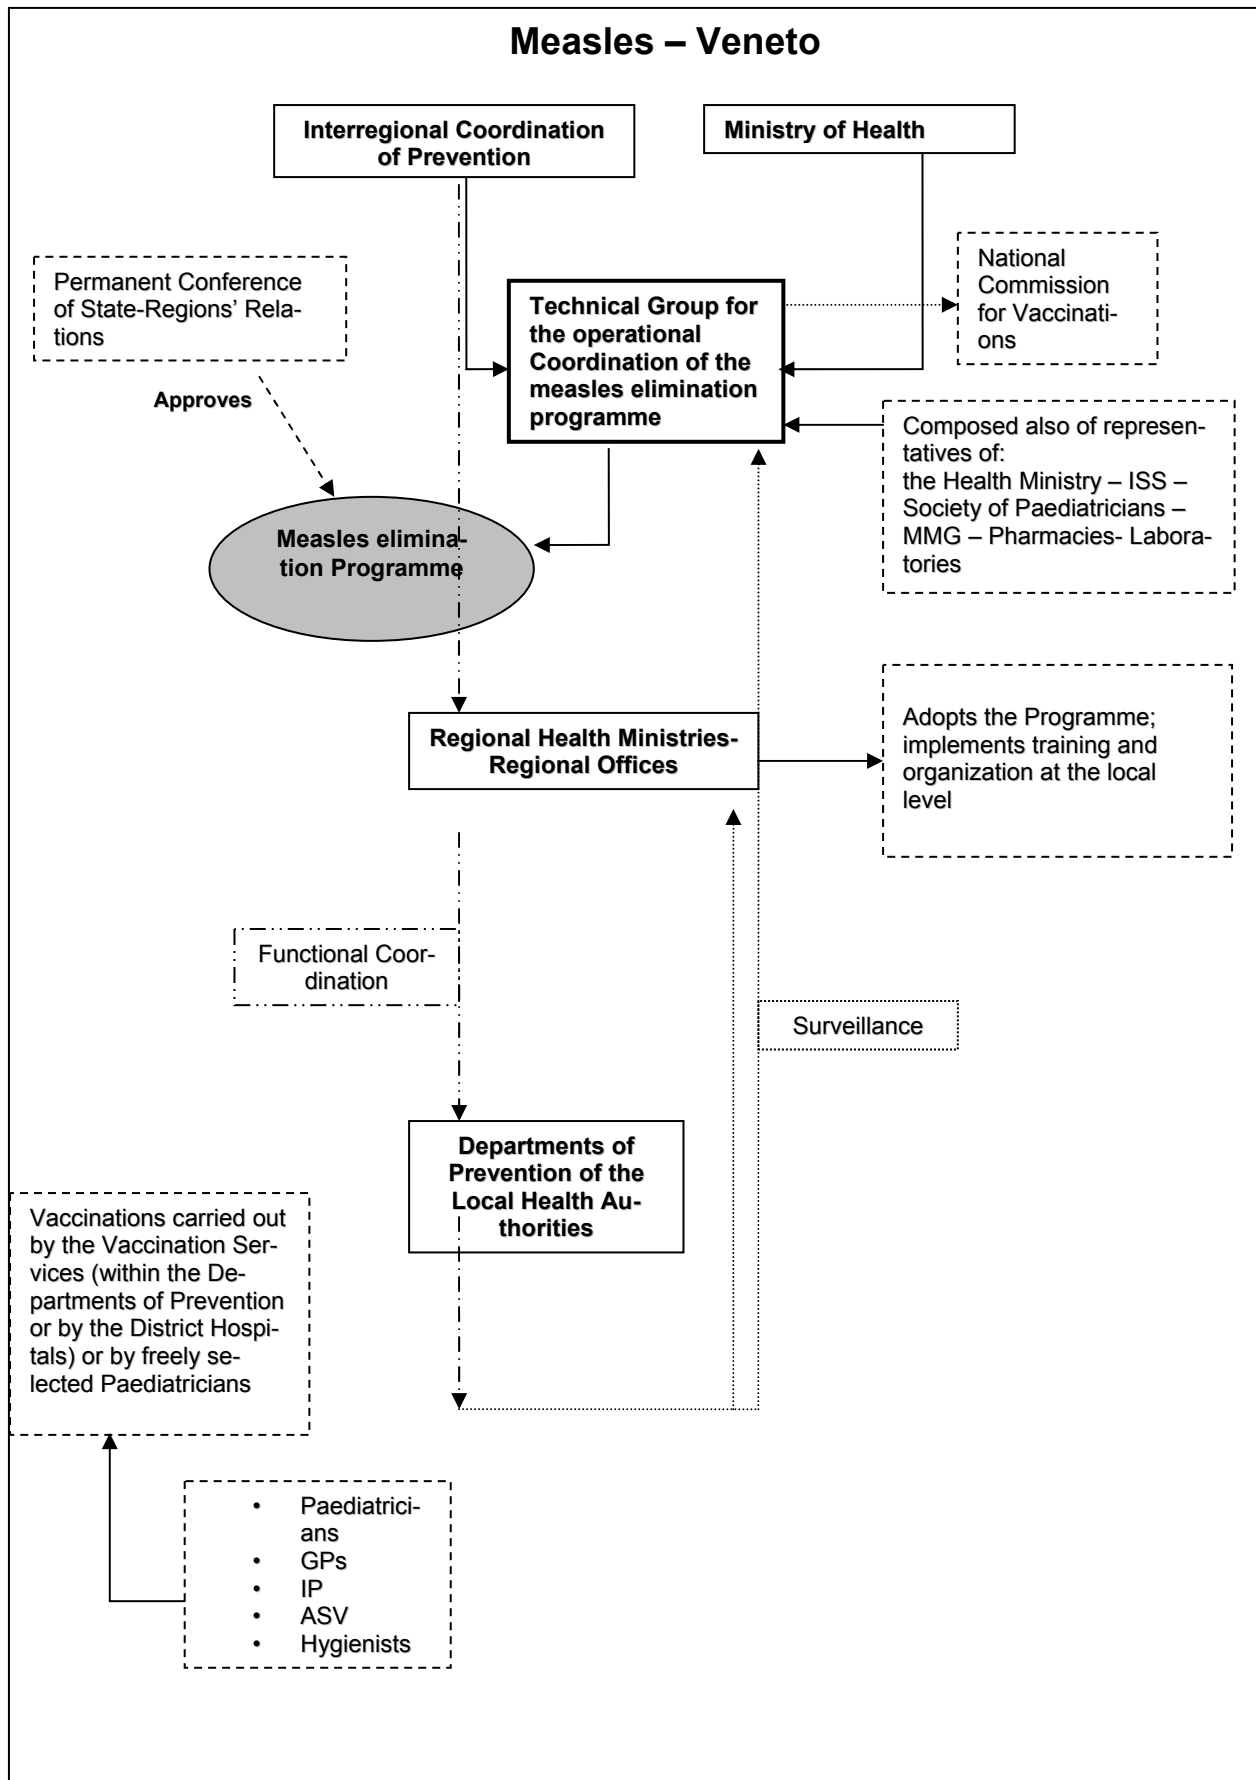 Measles – Veneto
Interregional Coordination
of Prevention
Ministry of Health
National
Commission
for Vaccinati-
ons
Permanent Conference
of State-Regions’ Rela-
tions
Technical Group for
the operational
Coordination of the
measles elimination
programme
Approves
Composed also of represen-
tatives of:
the Health Ministry – ISS –
Society of Paediatricians –
MMG – Pharmacies- Labora-
tories
Measles elimina-
tion Programme
Regional Health Ministries-
Regional Offices
Adopts the Programme;
implements training and
organization at the local
level
Functional Coor-
dination
Surveillance
Departments of
Prevention of the
Local Health Au-
thorities
Vaccinations carried out
by the Vaccination Ser-
vices (within the De-
partments of Prevention
or by the District Hospi-
tals) or by freely se-
lected Paediatricians
• Paediatrici-
ans
• GPs
• IP
• ASV
• Hygienists